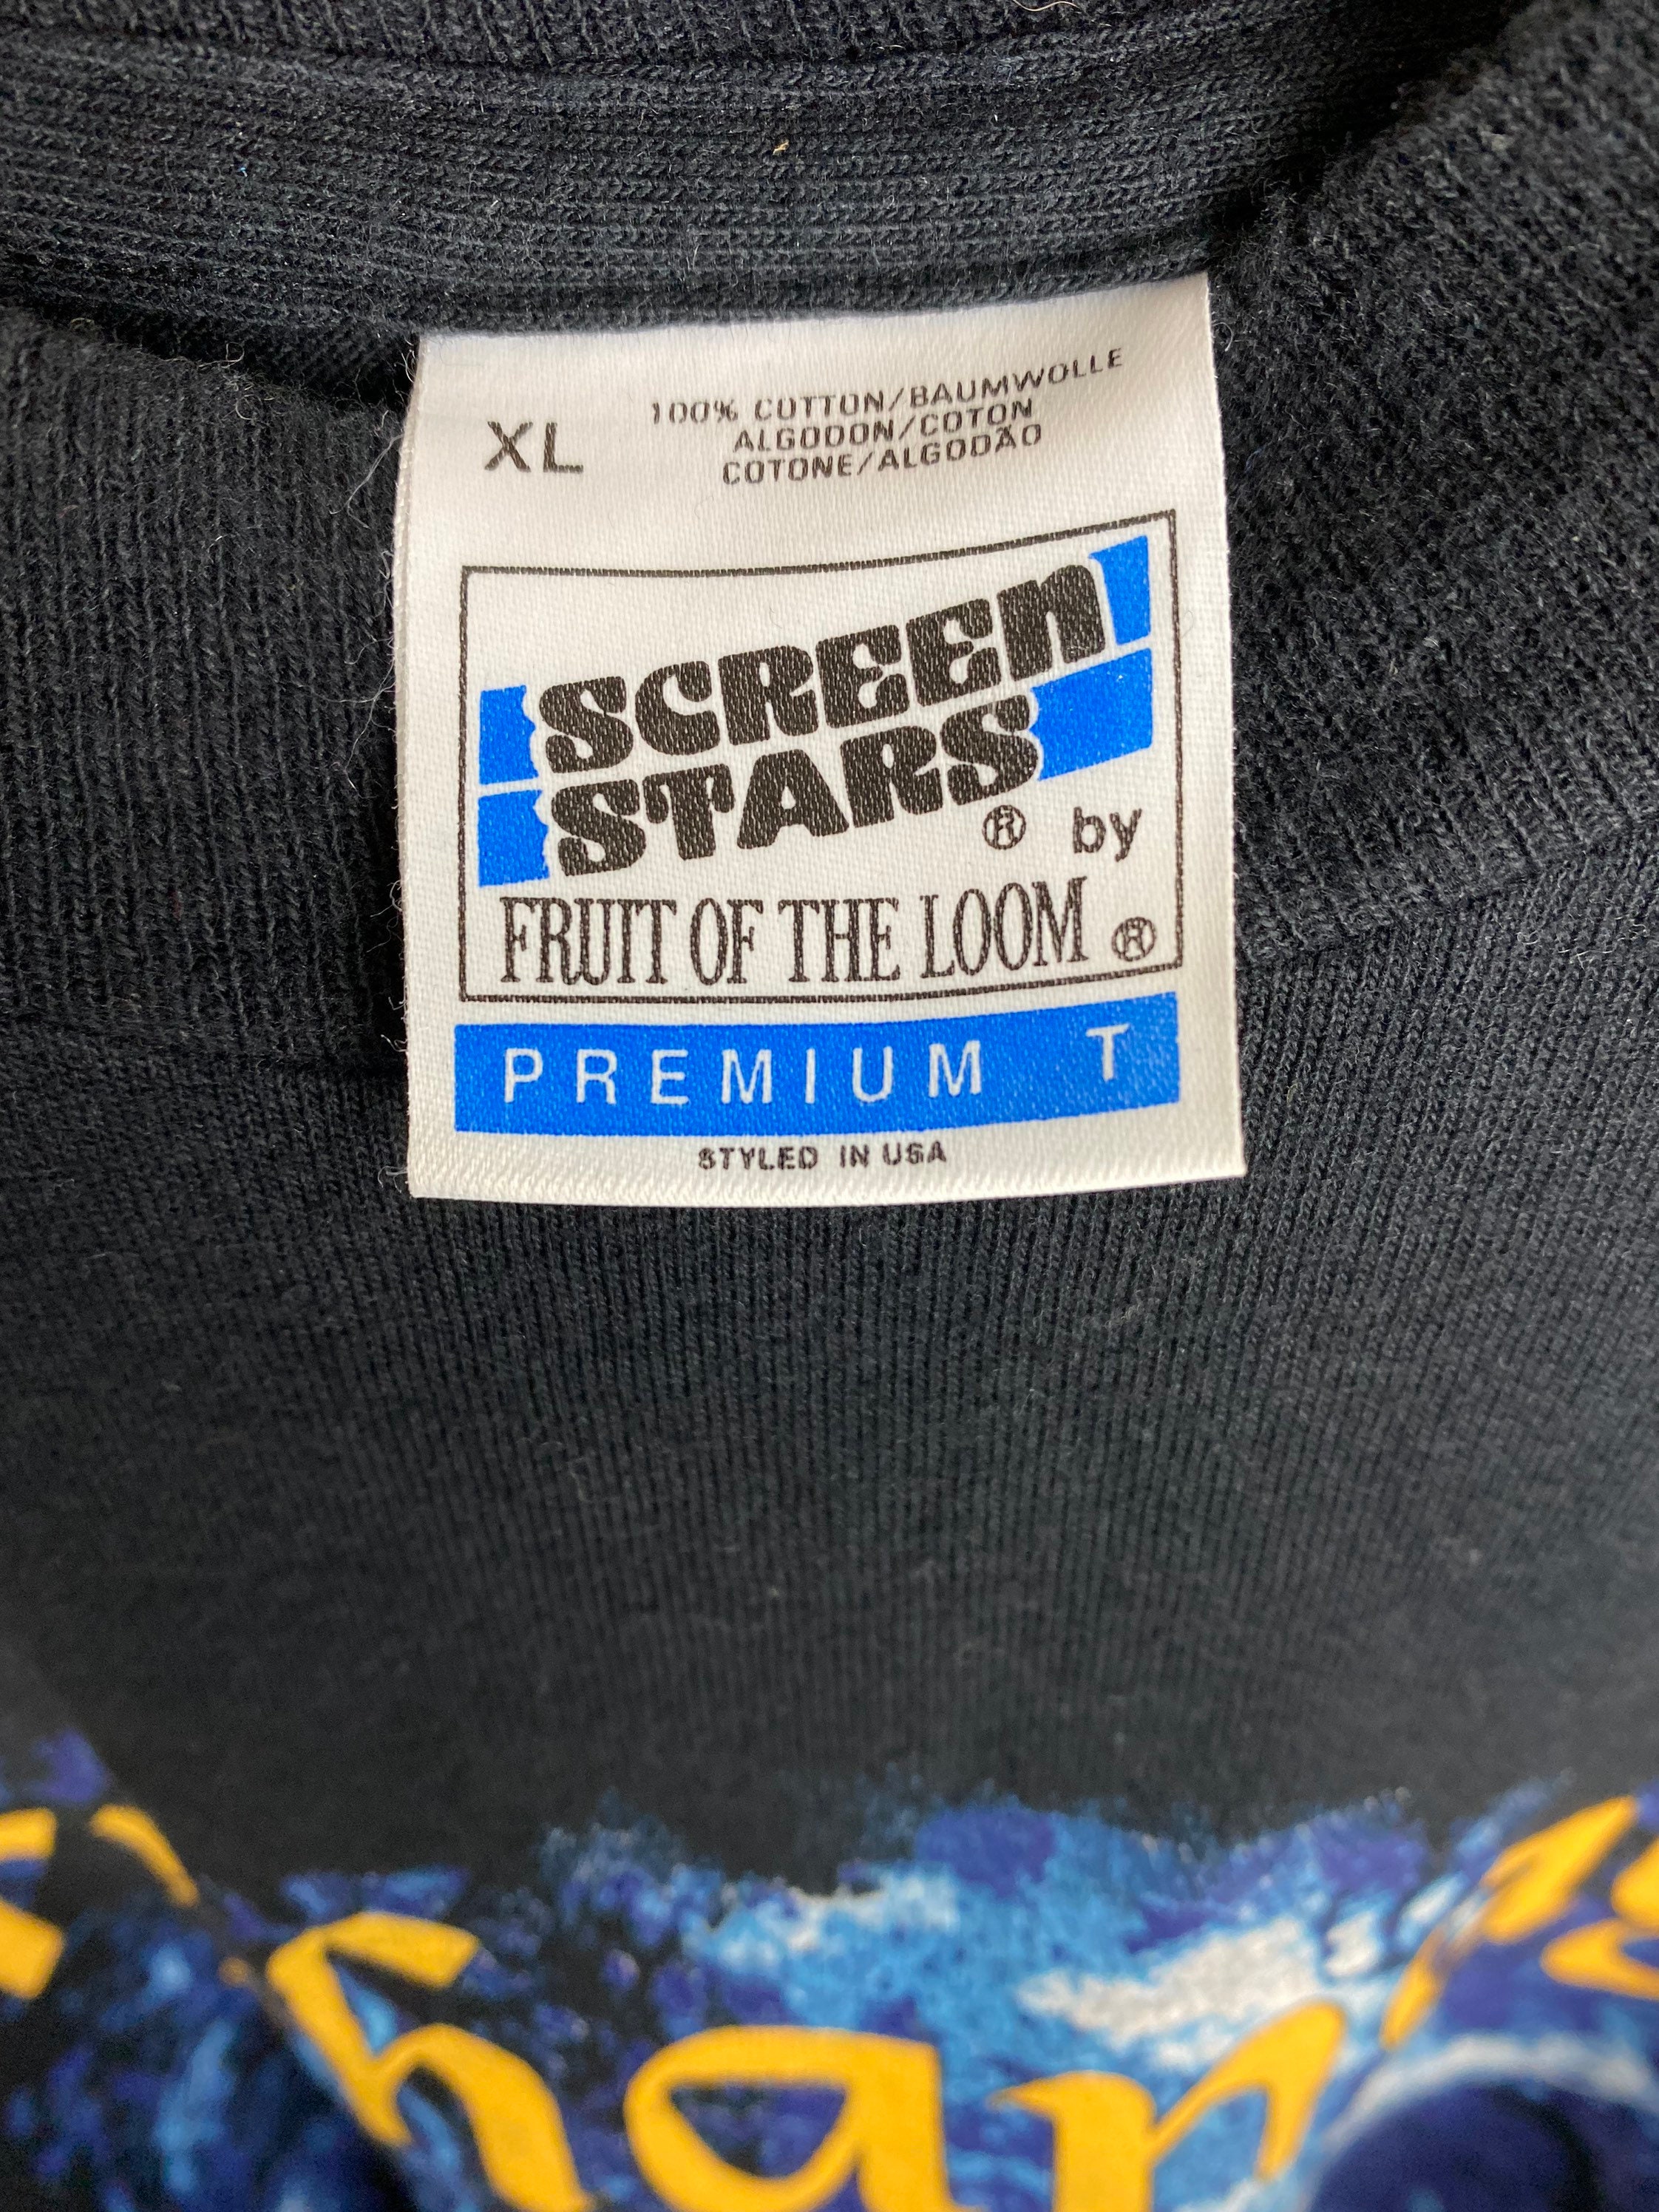 XL
100% COTTON/BAUMWOLLE
ALGODON/COTON
COTONE/ALGODÃO
SCREEN
STARS
® by
FRUIT OF THE LOOM ®
PREMIUM T
STYLED IN USA
har